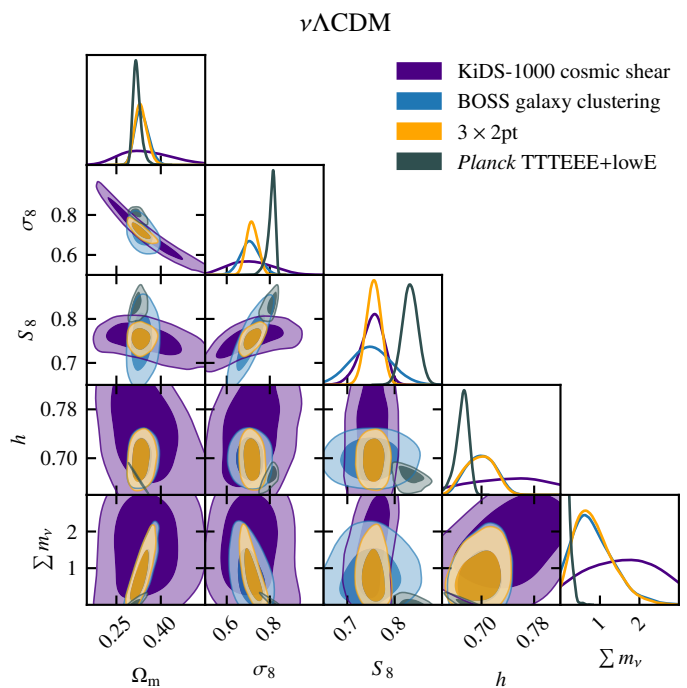 νΛCDM
KiDS-1000 cosmic shear
BOSS galaxy clustering
3 × 2pt
Planck TTTEEE+lowE
σ8
0.8
0.6
S8
0.8
0.7
h
0.78
0.70
∑ mν
2
1
0.25 0.40 0.6 0.8 0.7 0.8 0.70 0.78 1 2
Ωm σ8 S8 h ∑ mν